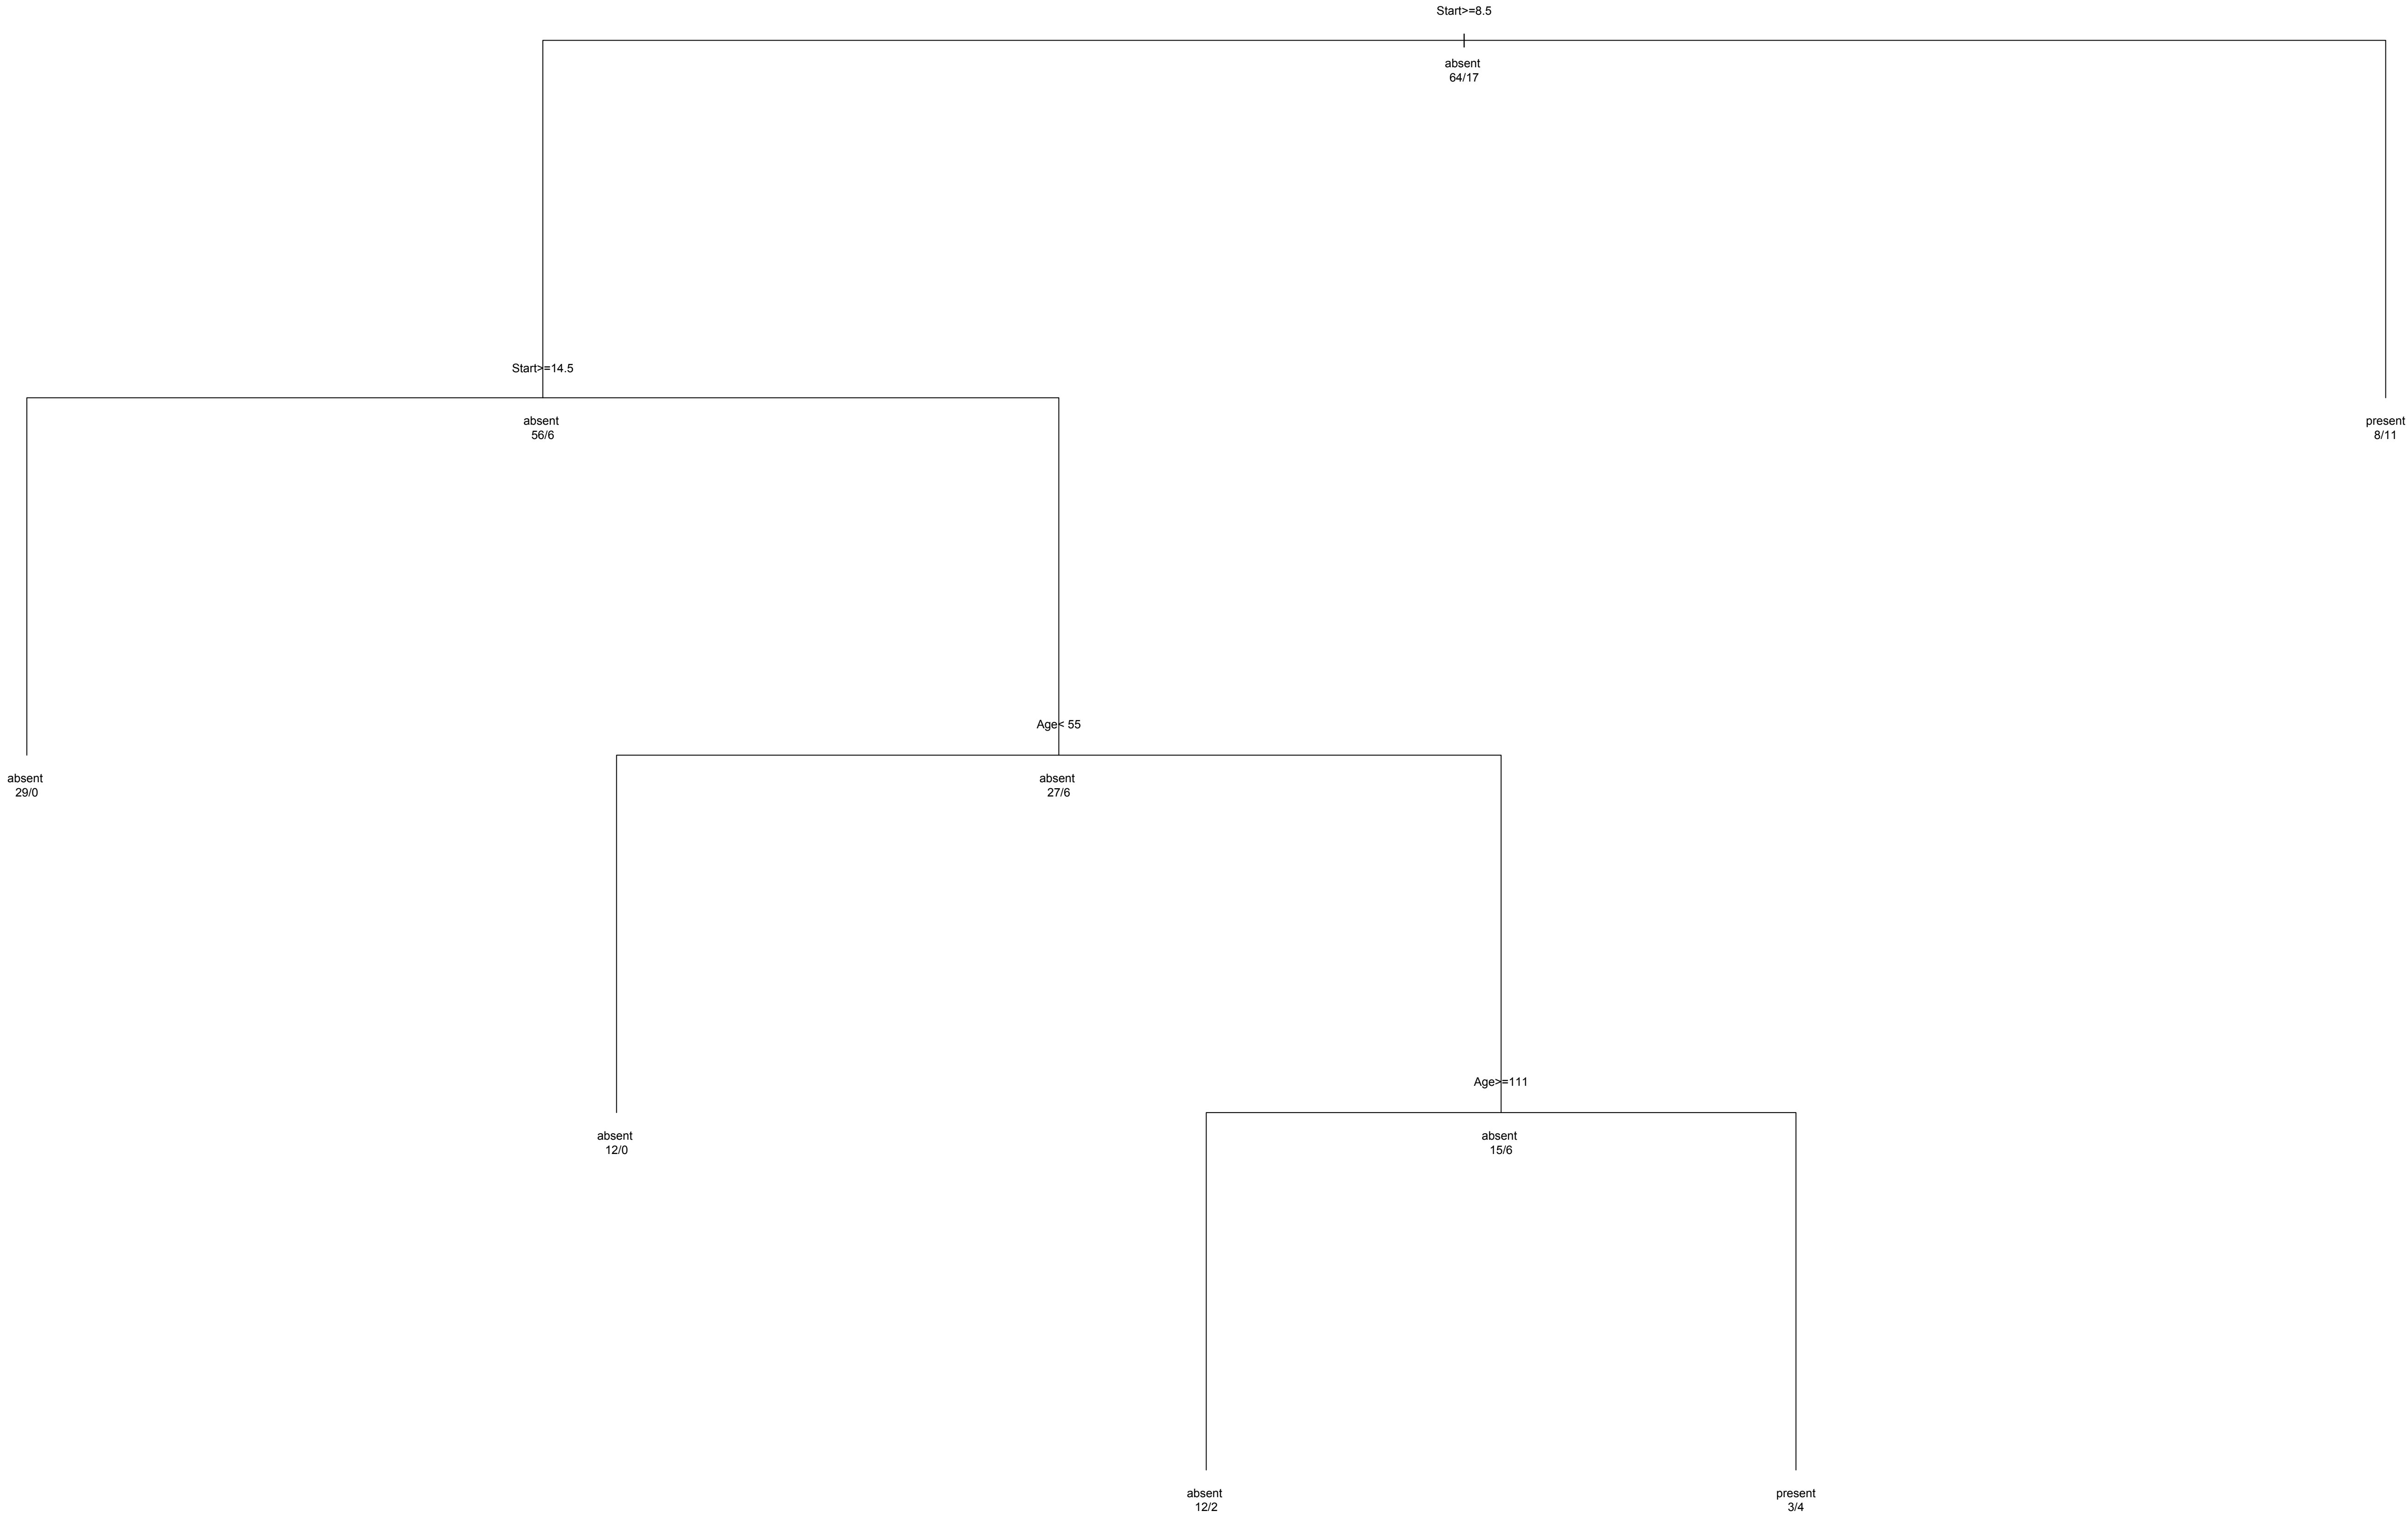 Start>=8.5
absent
64/17
Start>=14.5
absent
56/6
present
8/11
Age< 55
absent
29/0
absent
27/6
Age>=111
absent
12/0
absent
15/6
absent
12/2
present
3/4